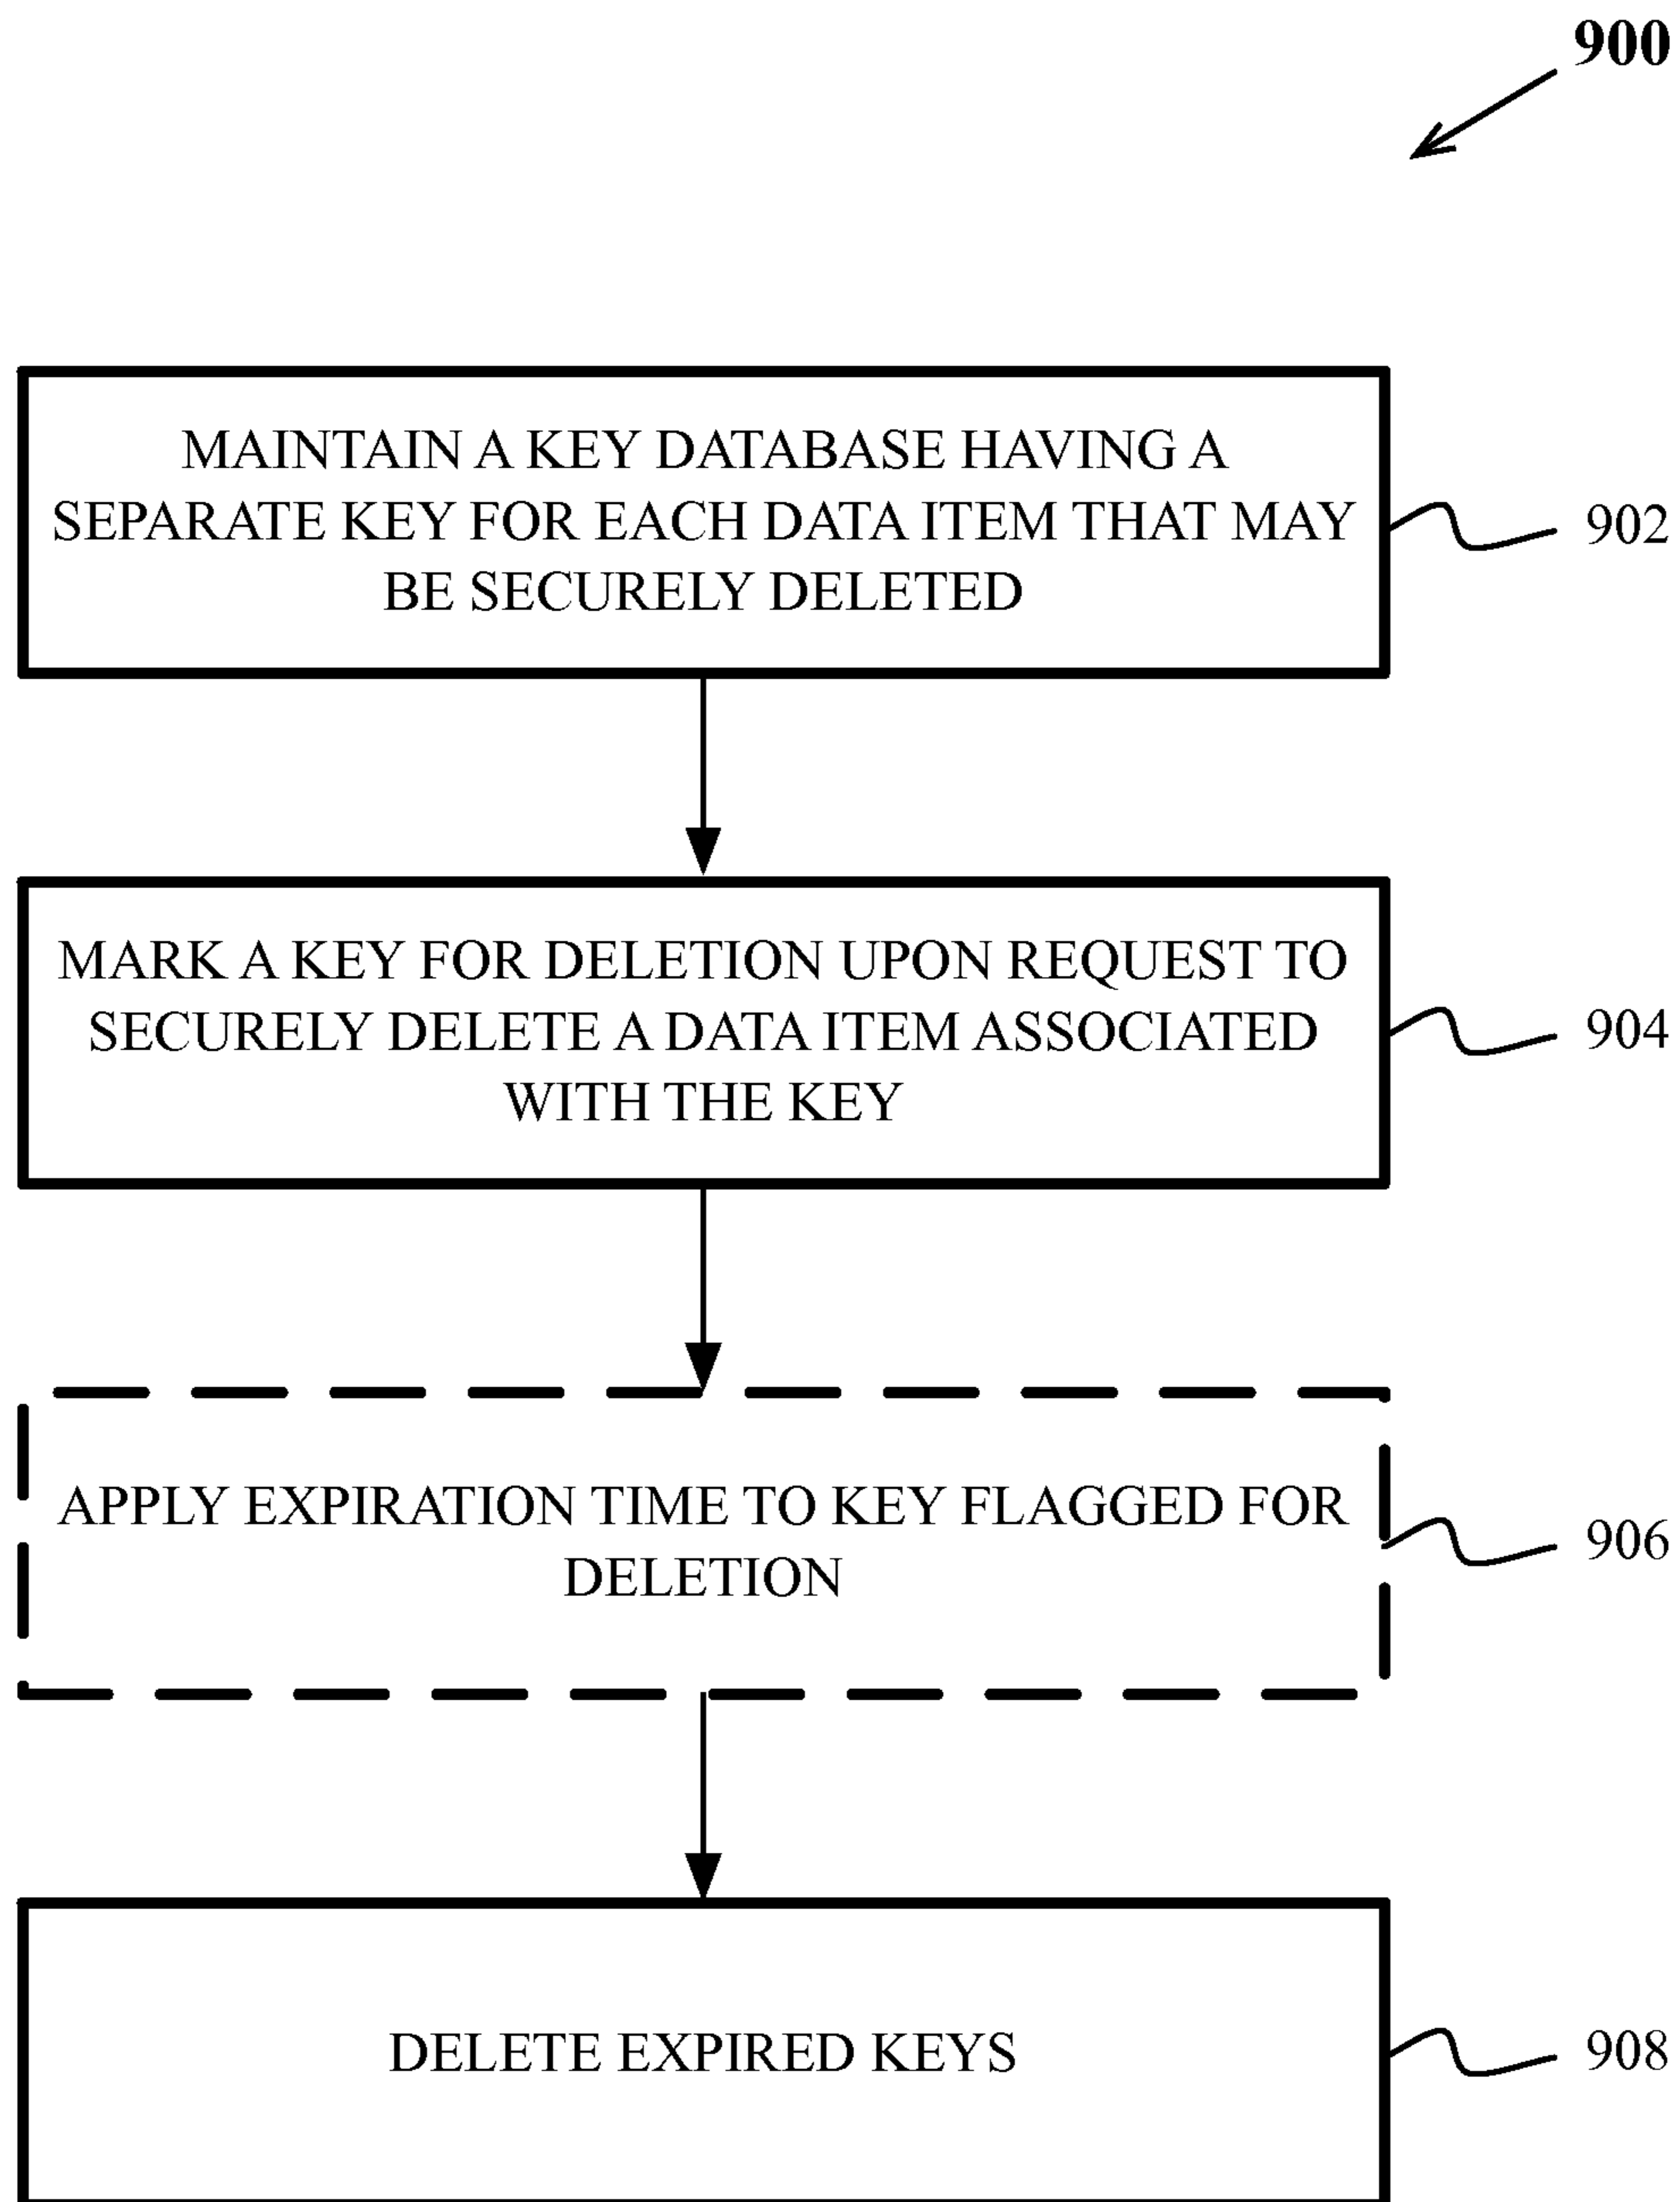 900
MAINTAIN A KEY DATABASE HAVING A
SEPARATE KEY FOR EACH DATA ITEM THAT MAY
BE SECURELY DELETED
902
MARK A KEY FOR DELETION UPON REQUEST TO
SECURELY DELETE A DATA ITEM ASSOCIATED
WITH THE KEY
904
APPLY EXPIRATION TIME TO KEY FLAGGED FOR
DELETION
906
DELETE EXPIRED KEYS
908